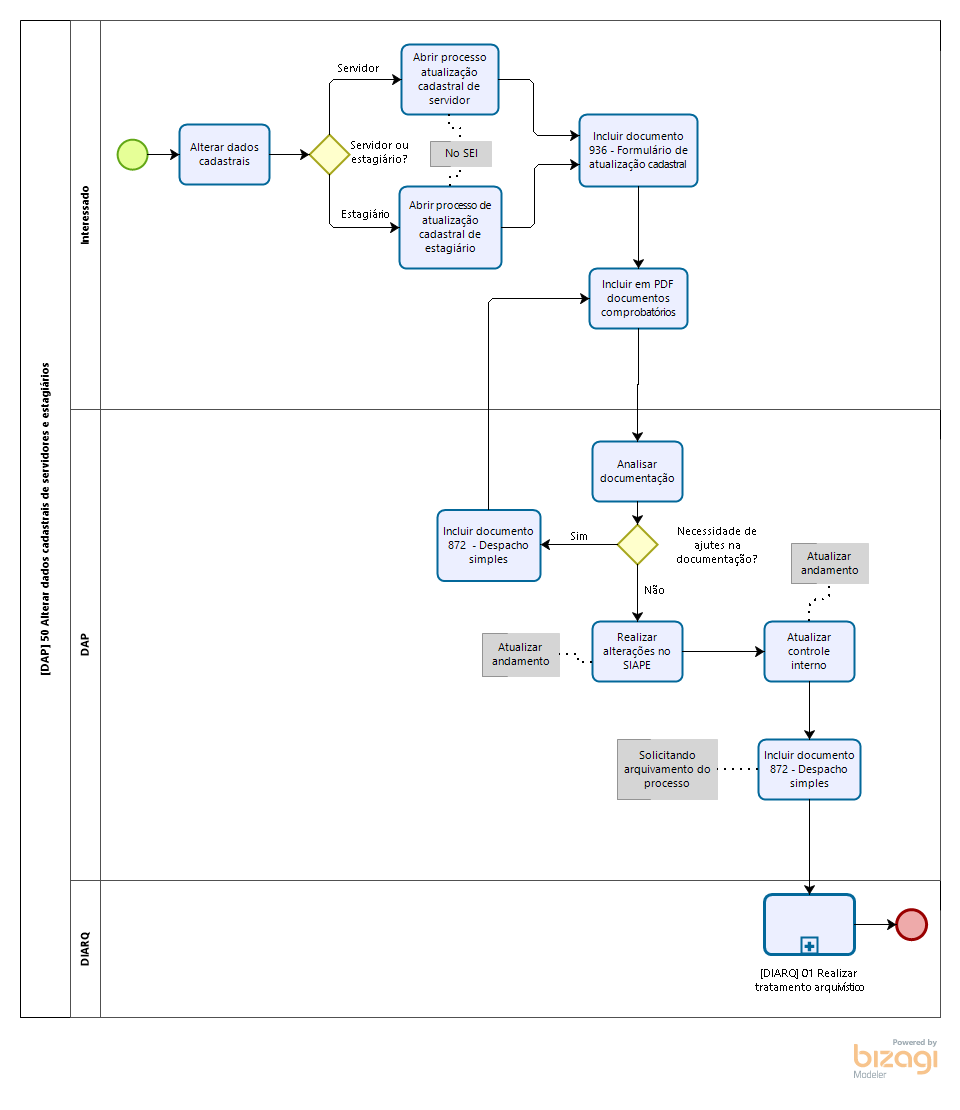 [DAP] 50 Alterar dados cadastrais de servidores e estagiários
Interessado
Alterar dados
cadastrais
Servidor ou
estagiário?
Servidor
Estagiário
Abrir processo
atualização
cadastral de
servidor
No SEI
Abrir processo de
atualização
cadastral de
estagiário
Incluir documento
936 - Formulário de
atualização cadastral
Incluir em PDF
documentos
comprobatórios
DAP
Analisar
documentação
Necessidade de
ajutes na
documentação?
Sim
Incluir documento
872 - Despacho
simples
Não
Realizar
alterações no
SIAPE
Atualizar
andamento
Atualizar
controle
interno
Atualizar
andamento
Incluir documento
872 - Despacho
simples
Solicitando
arquivamento do
processo
DIARQ
[DIARQ] 01 Realizar
tratamento arquivístico
Powered by
bizagi
Modeler